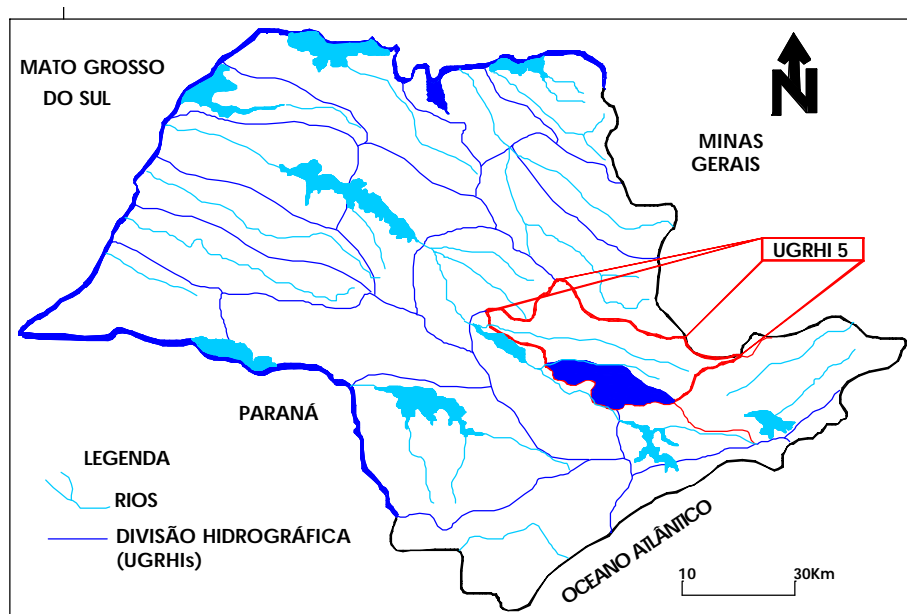 MATO GROSSO
DO SUL
N
MINAS
GERAIS
UGRHI 5
PARANÁ
LEGENDA
RIOS
DIVISÃO HIDROGRÁFICA
(UGRHIs)
OCEANO ATLÂNTICO
10 30Km